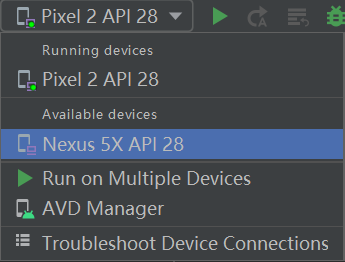 Pixel 2 API 28
Running devices
Pixel 2 API 28
Available devices
Nexus 5X API 28
Run on Multiple Devices
AVD Manager
Troubleshoot Device Connections